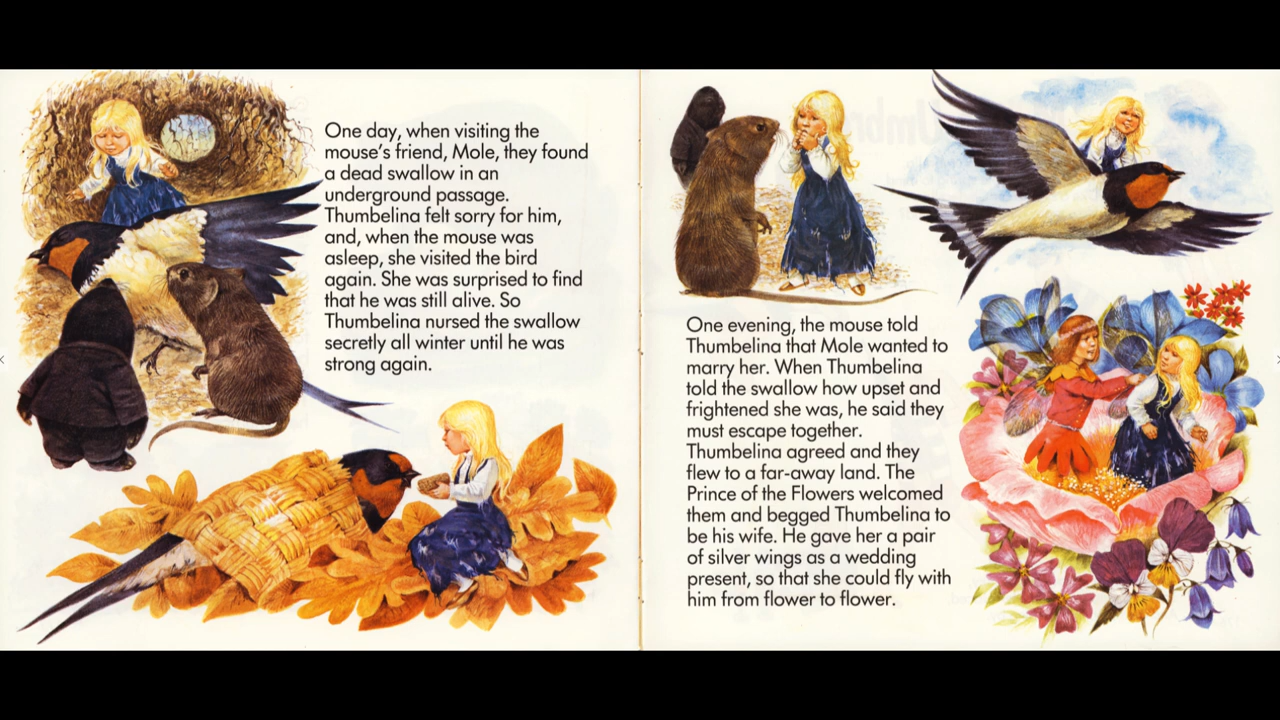 One day, when visiting the
mouse's friend, Mole, they found
a dead swallow in an
underground passage.
Thumbelina felt sorry for him,
and, when the mouse was
asleep, she visited the bird
again. She was surprised to find
that he was still alive. So
Thumbelina nursed the swallow
secretly all winter until he was
strong again.
One evening, the mouse told
Thumbelina that Mole wanted to
marry her. When Thumbelina
told the swallow how upset and
frightened she was, he said they
must escape together.
Thumbelina agreed and they
flew to a far-away land. The
Prince of the Flowers welcomed
them and begged Thumbelina to
be his wife. He gave her a pair
of silver wings as a wedding
present, so that she could fly with
him from flower to flower.